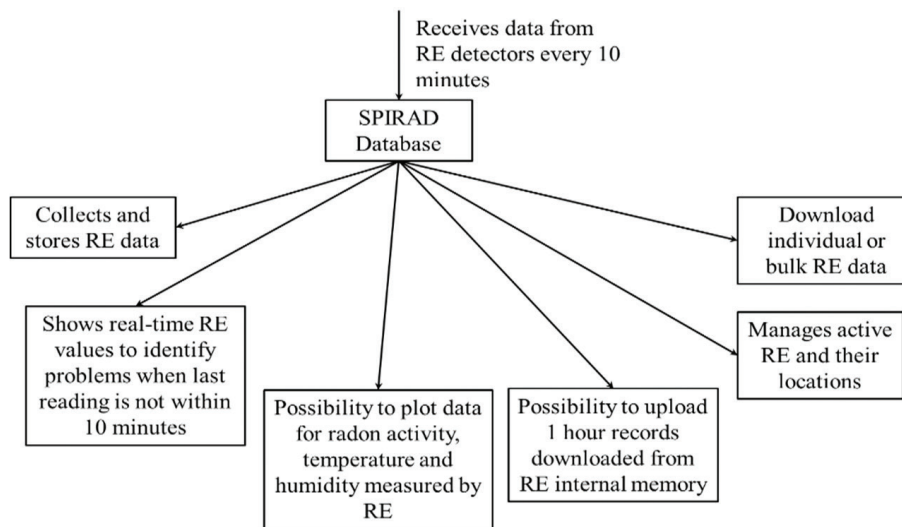 Receives data from
RE detectors every 10
minutes
SPIRAD
Database
Collects and
stores RE data
Shows real-time RE
values to identify
problems when last
reading is not within
10 minutes
Possibility to plot data
for radon activity,
temperature and
humidity measured by
RE
Possibility to upload
1 hour records
downloaded from
RE internal memory
Manages active
RE and their
locations
Download
individual or
bulk RE data